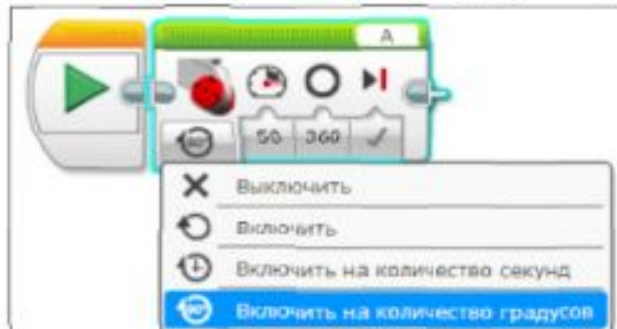 A
50 360
Выключить
Включить
Включить на количество секунд
Включить на количество градусов